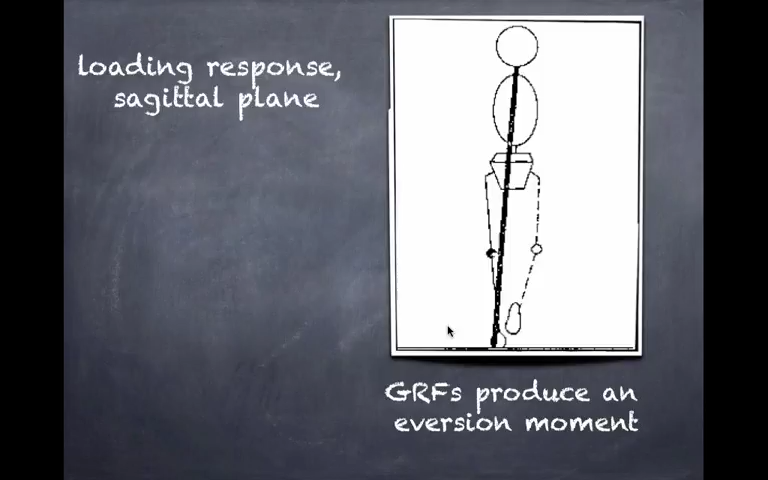 loading response,
sagittal plane
GRFs produce an
eversion moment